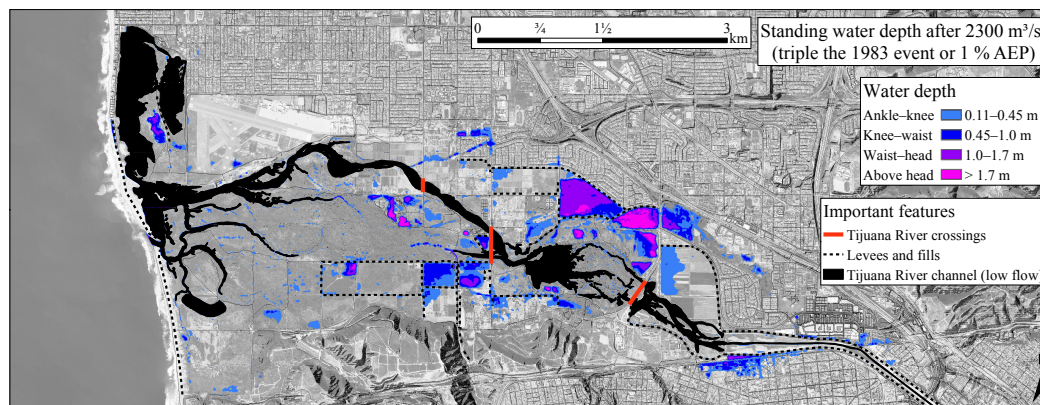 0 ¾ 1½ 3
km
Standing water depth after 2300 m³/s
(triple the 1983 event or 1 % AEP)
Water depth
Ankle–knee 0.11–0.45 m
Knee–waist 0.45–1.0 m
Waist–head 1.0–1.7 m
Above head > 1.7 m
Important features
Tijuana River crossings
Levees and fills
Tijuana River channel (low flow)